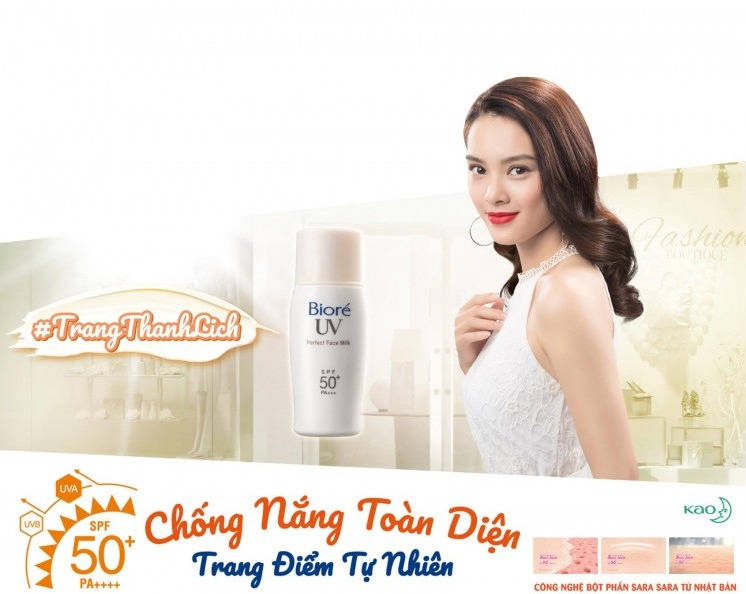 Fashion
BOUTIQUE
#TrangThanhLịch
Bioré
UV
Perfect Face Milk
SPF
50+
PA+++
UVA
UVB
SPF
50+
PA++++
Chống Nắng Toàn Diện
Trang Điểm Tự Nhiên
Kao
CÔNG NGHỆ BỘT PHẤN SARA SARA TỪ NHẬT BẢN